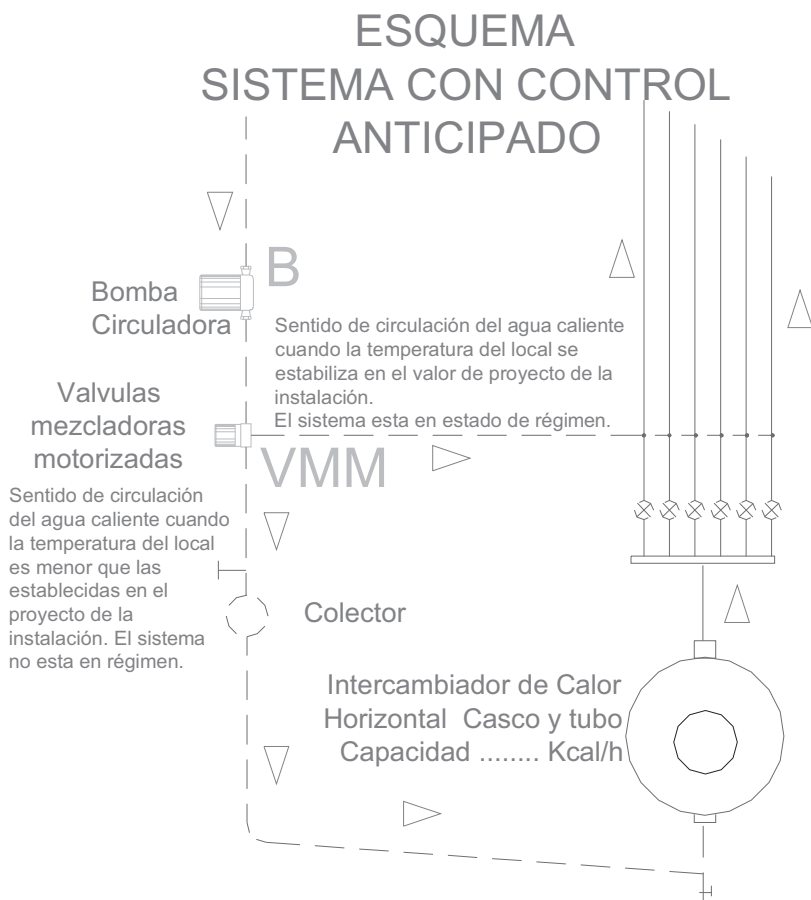 ESQUEMA
SISTEMA CON CONTROL
ANTICIPADO
B
Bomba
Circuladora
Sentido de circulación del agua caliente
cuando la temperatura del local se
estabiliza en el valor de proyecto de la
instalación.
El sistema esta en estado de régimen.
Valvulas
mezcladoras
motorizadas
VMM
Sentido de circulación
del agua caliente cuando
la temperatura del local
es menor que las
establecidas en el
proyecto de la
instalación. El sistema
no esta en régimen.
Colector
Intercambiador de Calor
Horizontal Casco y tubo
Capacidad ........ Kcal/h